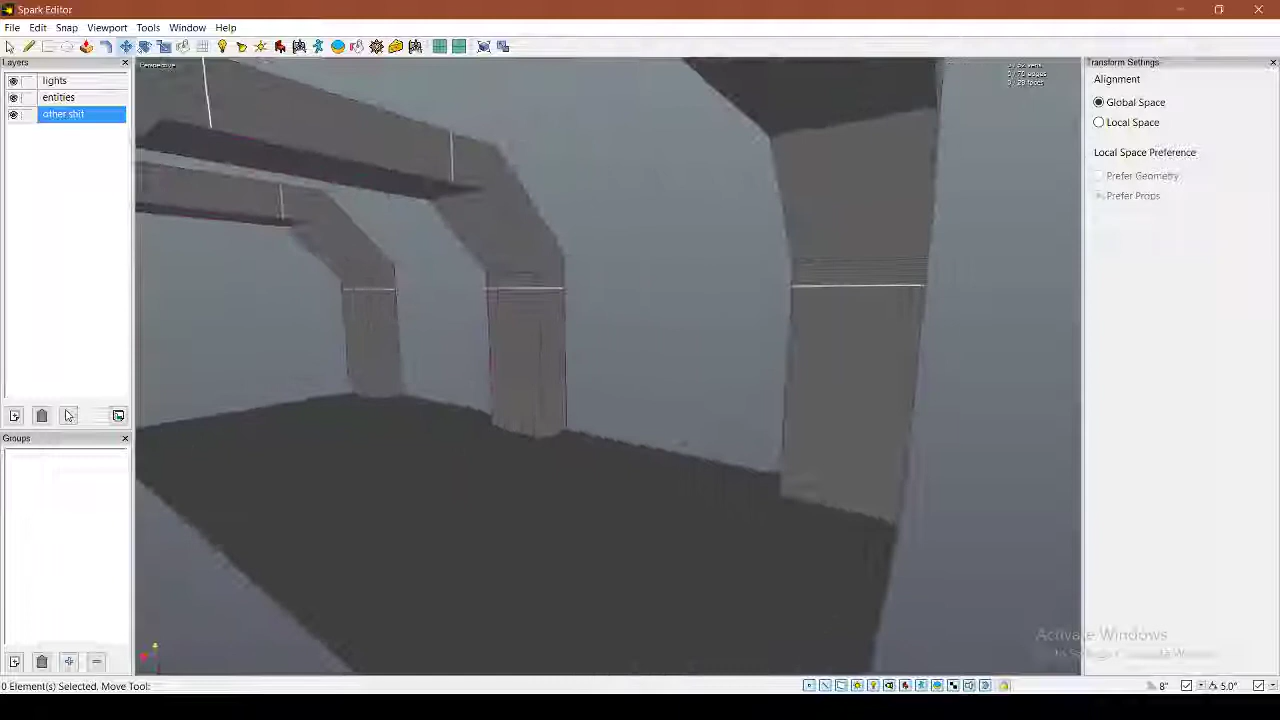 Spark Editor
File Edit Snap Viewport Tools Window Help
Layers
lights
entities
other shit
Groups
Perspective
Transform Settings
Alignment
Global Space
Local Space
Local Space Preference
Prefer Geometry
Prefer Props
Activate Windows
0 Element(s) Selected. Move Tool:
8"
5.0°